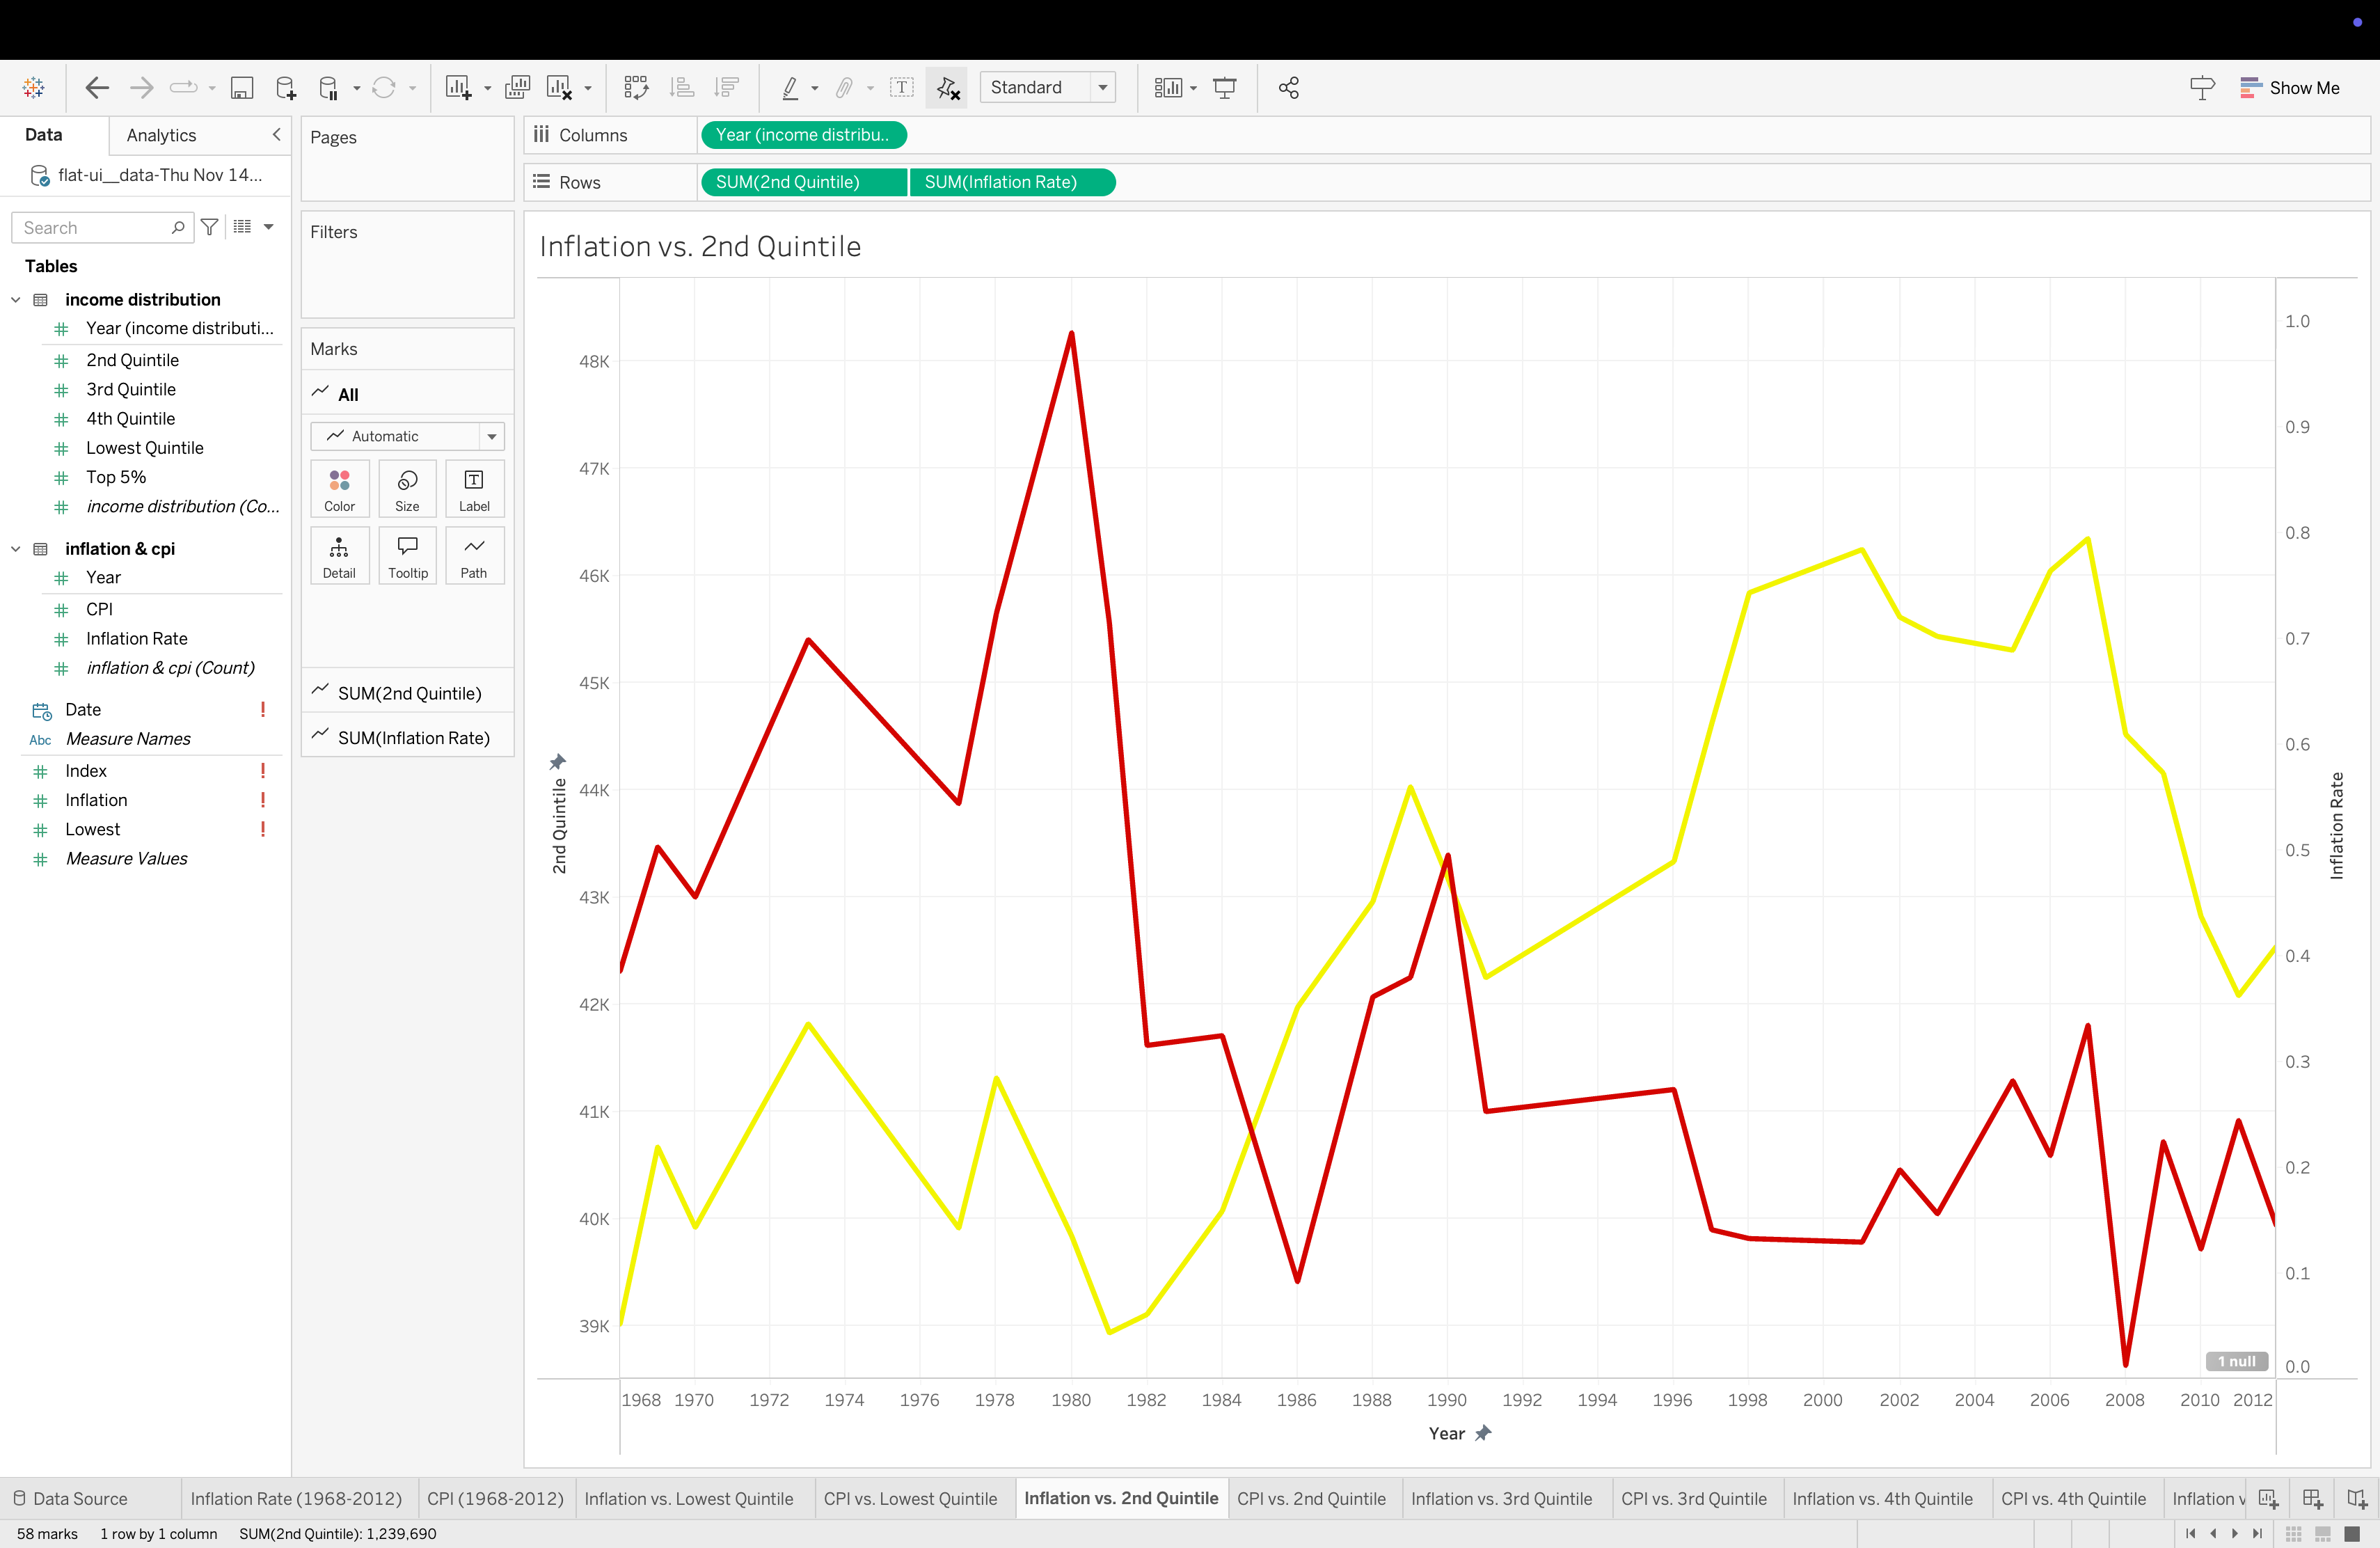 Standard
Show Me
Data
Analytics
flat-ui__data-Thu Nov 14...
Search
Tables
income distribution
Year (income distributi...
2nd Quintile
3rd Quintile
4th Quintile
Lowest Quintile
Top 5%
income distribution (Co...
inflation & cpi
Year
CPI
Inflation Rate
inflation & cpi (Count)
Date !
Abc Measure Names
Index !
Inflation !
Lowest !
Measure Values
Pages
Filters
Marks
All
Automatic
Color Size Label
Detail Tooltip Path
SUM(2nd Quintile)
SUM(Inflation Rate)
Columns Year (income distribu..
Rows SUM(2nd Quintile) SUM(Inflation Rate)
Inflation vs. 2nd Quintile
48K
47K
46K
45K
44K
43K
42K
41K
40K
39K
2nd Quintile
1.0
0.9
0.8
0.7
0.6
0.5
0.4
0.3
0.2
0.1
0.0
Inflation Rate
1 null
1968 1970 1972 1974 1976 1978 1980 1982 1984 1986 1988 1990 1992 1994 1996 1998 2000 2002 2004 2006 2008 2010 2012
Year
Data Source Inflation Rate (1968-2012) CPI (1968-2012) Inflation vs. Lowest Quintile CPI vs. Lowest Quintile Inflation vs. 2nd Quintile CPI vs. 2nd Quintile Inflation vs. 3rd Quintile CPI vs. 3rd Quintile Inflation vs. 4th Quintile CPI vs. 4th Quintile Inflation v
58 marks 1 row by 1 column SUM(2nd Quintile): 1,239,690